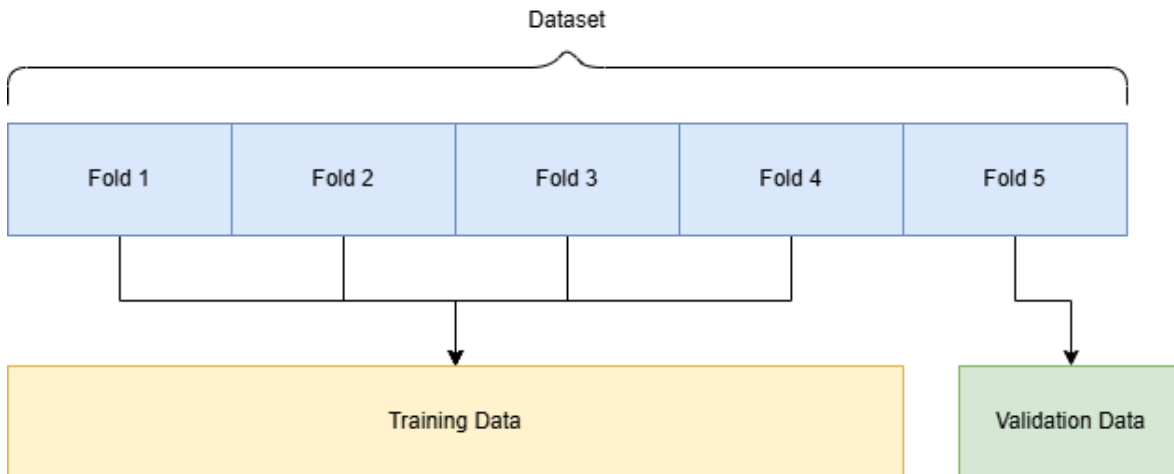 Dataset
Fold 1
Fold 2
Fold 3
Fold 4
Fold 5
Training Data
Validation Data